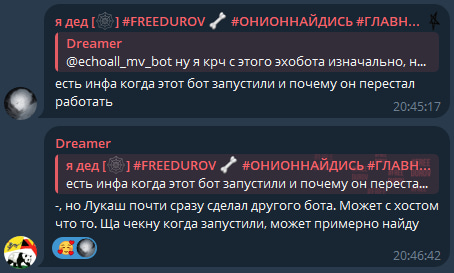 я дед [🕸] #FREEDUROV 🦴 #ОНИОННАЙДИСЬ #ГЛАВН...
Dreamer
@echoall_mv_bot ну я крч с этого эхобота изначально, н...
есть инфа когда этот бот запустили и почему он перестал
работать
20:45:17
Dreamer
я дед [🕸] #FREEDUROV 🦴 #ОНИОННАЙДИСЬ #ГЛАВН...
есть инфа когда этот бот запустили и почему он переста...
-, но Лукаш почти сразу сделал другого бота. Может с хостом
что то. Ща чекну когда запустили, может примерно найду
20:46:42